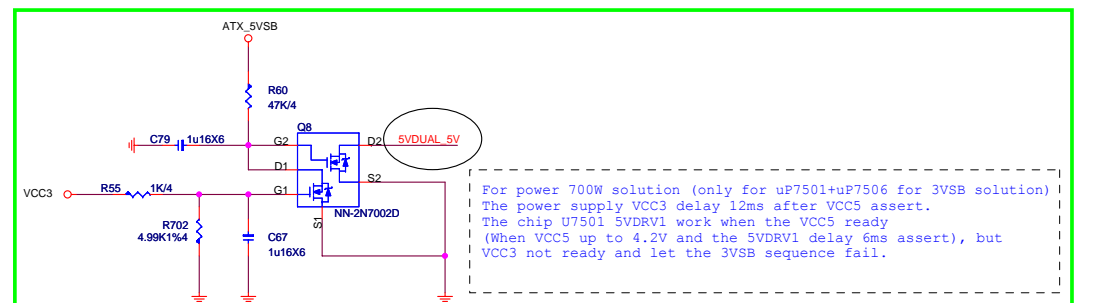 ATX_5VSB
R60
47K/4
Q8
C79
1u16X6
G2
D2
5VDUAL_5V
D1
S2
VCC3
R55
1K/4
G1
NN-2N7002D
S1
R702
4.99K1%4
C67
1u16X6
For power 700W solution (only for uP7501+uP7506 for 3VSB solution)
The power supply VCC3 delay 12ms after VCC5 assert.
The chip U7501 5VDRV1 work when the VCC5 ready
(When VCC5 up to 4.2V and the 5VDRV1 delay 6ms assert), but
VCC3 not ready and let the 3VSB sequence fail.